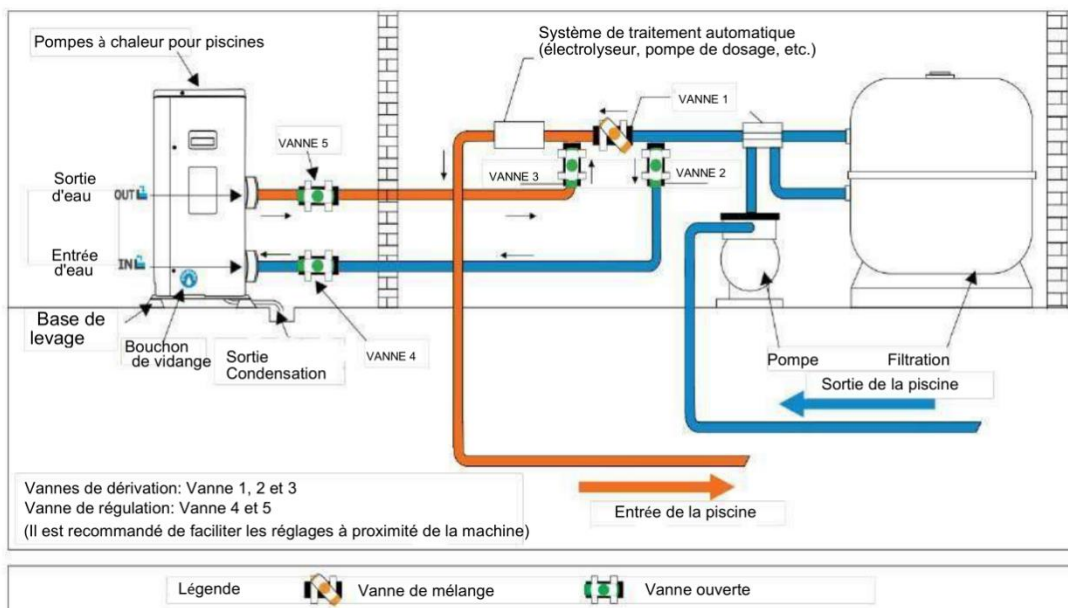 Pompes à chaleur pour piscines
Système de traitement automatique
(électrolyseur, pompe de dosage, etc.)
VANNE 1
VANNE 5
VANNE 3
VANNE 2
Sortie
d'eau
OUT
Entrée
d'eau
IN
Base de
levage
Bouchon
de vidange
Sortie
Condensation
VANNE 4
Pompe
Filtration
Sortie de la piscine
Entrée de la piscine
Vannes de dérivation: Vanne 1, 2 et 3
Vanne de régulation: Vanne 4 et 5
(Il est recommandé de faciliter les réglages à proximité de la machine)
Légende
Vanne de mélange
Vanne ouverte